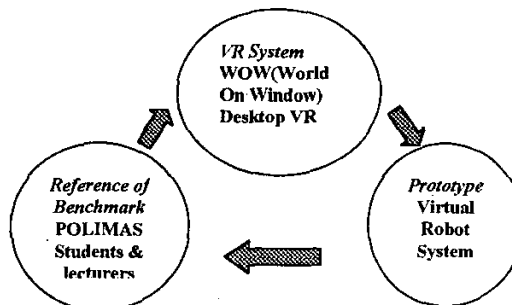 VR System
WOW(World
On Window)
Desktop VR
Reference of
Benchmark
POLIMAS
Students &
lecturers
Prototype
Virtual
Robot
System